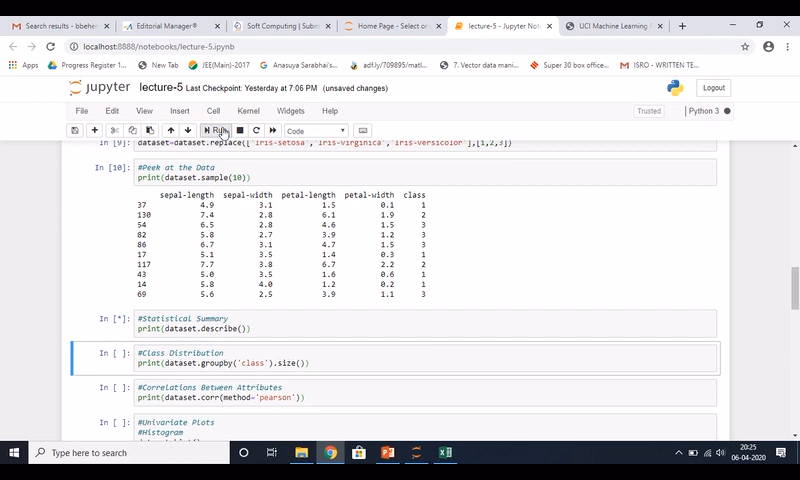 Search results - bbehe
Editorial Manager®
Soft Computing | Subm
Home Page - Select or
lecture-5 - Jupyter Not
UCI Machine Learning
localhost:8888/notebooks/lecture-5.ipynb
Apps
Progress Register 1
New Tab
JEE(Main)-2017
Anasuya Sarabhai's
adf.ly/709895/matl...
7. Vector data mani...
Super 30 box office...
ISRO - WRITTEN TE...
jupyter lecture-5 Last Checkpoint: Yesterday at 7:06 PM (unsaved changes)
Logout
File Edit View Insert Cell Kernel Widgets Help
Trusted
Python 3
Run
Code
In [9]: dataset=dataset.replace(['Iris-setosa','Iris-virginica','Iris-versicolor'],[1,2,3])
In [10]: #Peek at the Data
print(dataset.sample(10))
sepal-length sepal-width petal-length petal-width class
37 4.9 3.1 1.5 0.1 1
130 7.4 2.8 6.1 1.9 2
54 6.5 2.8 4.6 1.5 3
82 5.8 2.7 3.9 1.2 3
86 6.7 3.1 4.7 1.5 3
17 5.1 3.5 1.4 0.3 1
117 7.7 3.8 6.7 2.2 2
43 5.0 3.5 1.6 0.6 1
14 5.8 4.0 1.2 0.2 1
69 5.6 2.5 3.9 1.1 3
In [*]: #Statistical Summary
print(dataset.describe())
In [ ]: #Class Distribution
print(dataset.groupby('class').size())
In [ ]: #Correlations Between Attributes
print(dataset.corr(method='pearson'))
In [ ]: #Univariate Plots
#Histogram
Type here to search
20:25
06-04-2020